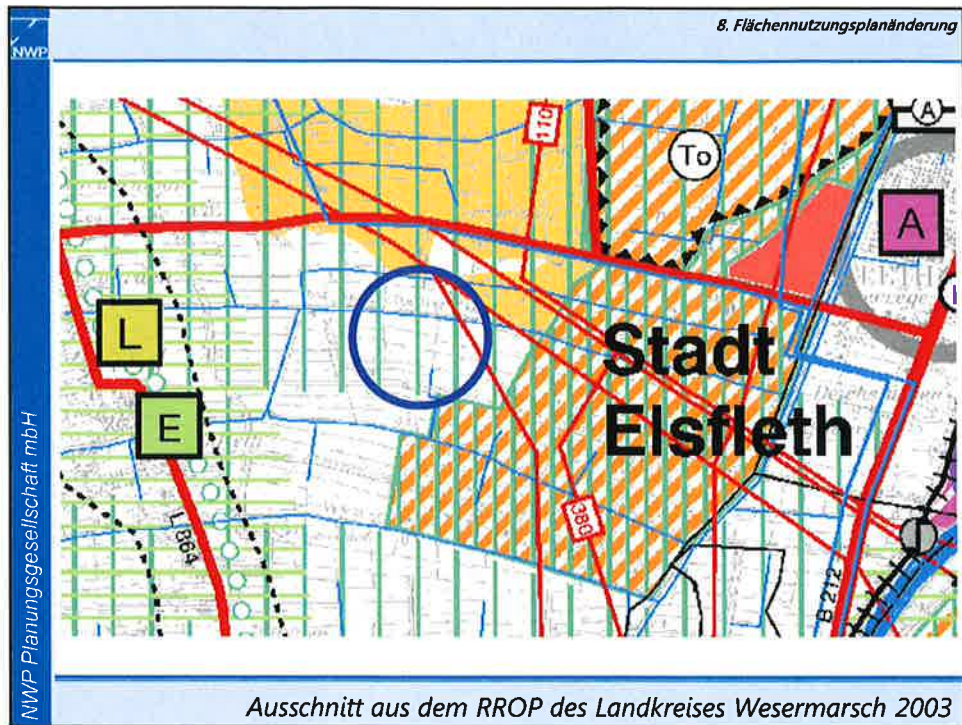 8. Flächennutzungsplanänderung
NWP
110
To
A
A
L
E
Stadt
Elsfleth
L 864
380
B 212
NWP Planungsgesellschaft mbH
Ausschnitt aus dem RROP des Landkreises Wesermarsch 2003